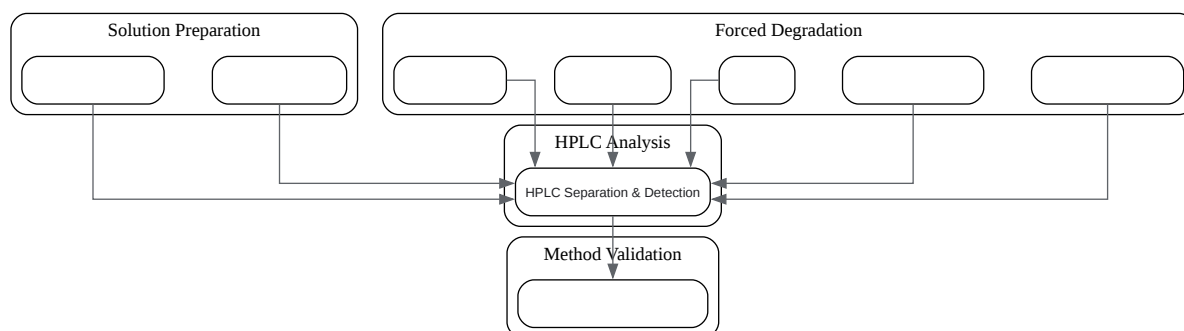 Solution Preparation
Forced Degradation
HPLC Analysis
HPLC Separation & Detection
Method Validation